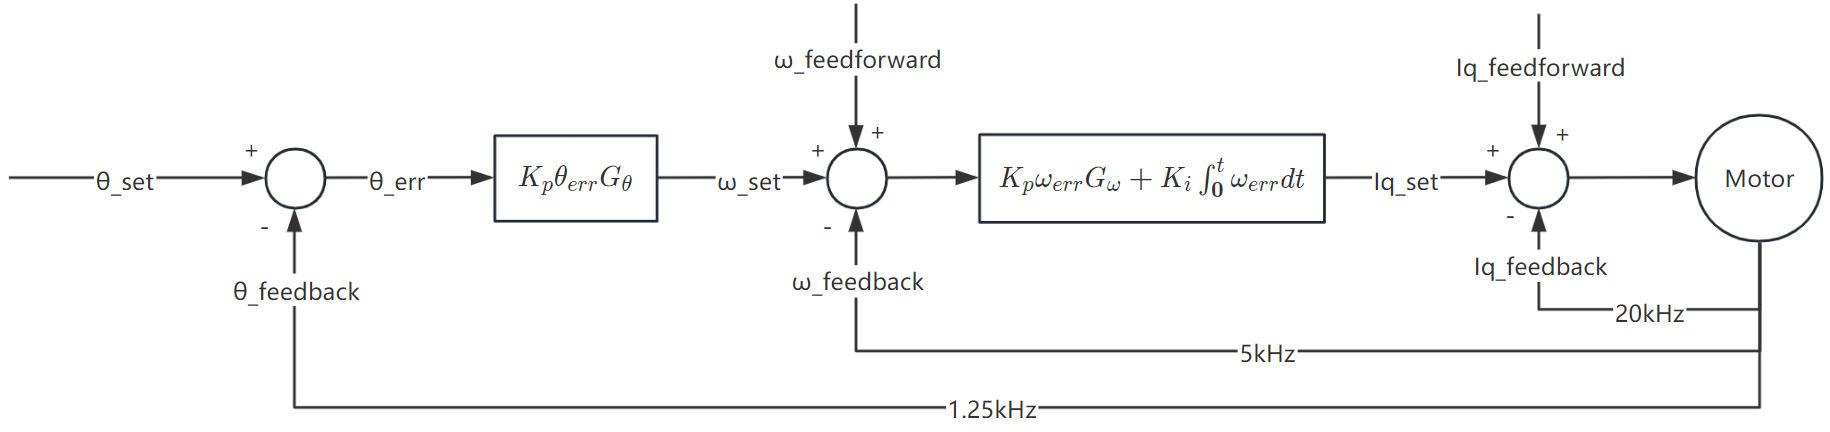 ω_feedforward
Iq_feedforward
+
+
+
+
+
θ_set
θ_err
$K_p\theta_{err}G_\theta$
ω_set
$K_p\omega_{err}G_\omega + K_i\int_0^t \omega_{err}dt$
Iq_set
Motor
-
-
-
θ_feedback
ω_feedback
Iq_feedback
20kHz
5kHz
1.25kHz